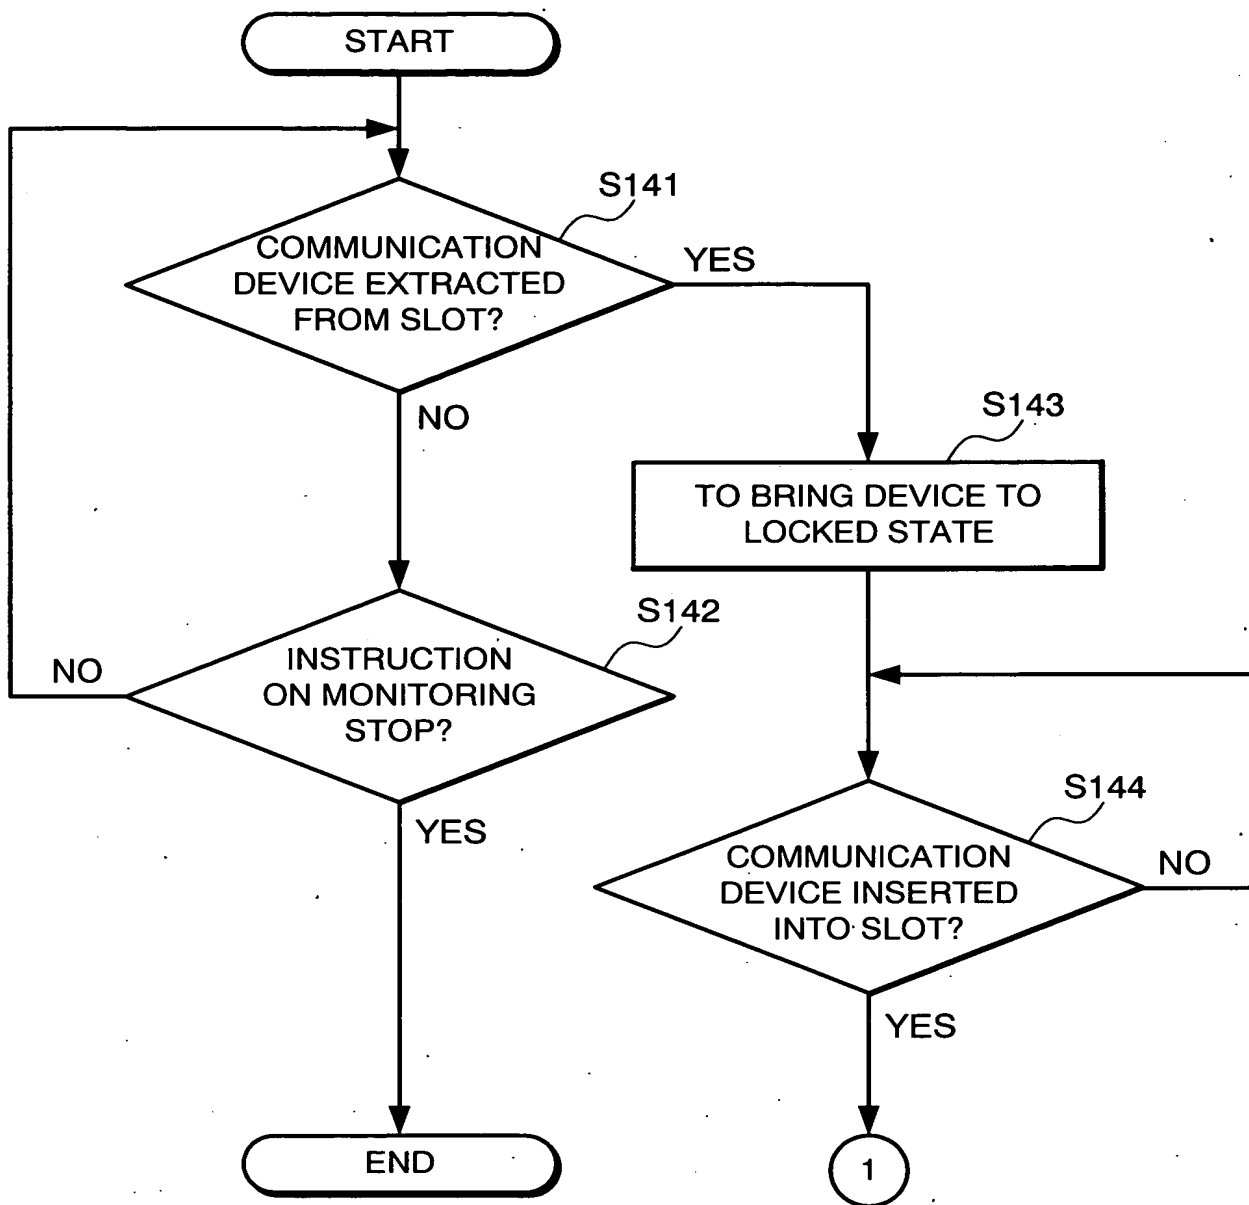 START
S141
COMMUNICATION
DEVICE EXTRACTED
FROM SLOT?
YES
NO
S143
TO BRING DEVICE TO
LOCKED STATE
S142
INSTRUCTION
ON MONITORING
STOP?
NO
YES
S144
COMMUNICATION
DEVICE INSERTED
INTO SLOT?
NO
YES
END
1